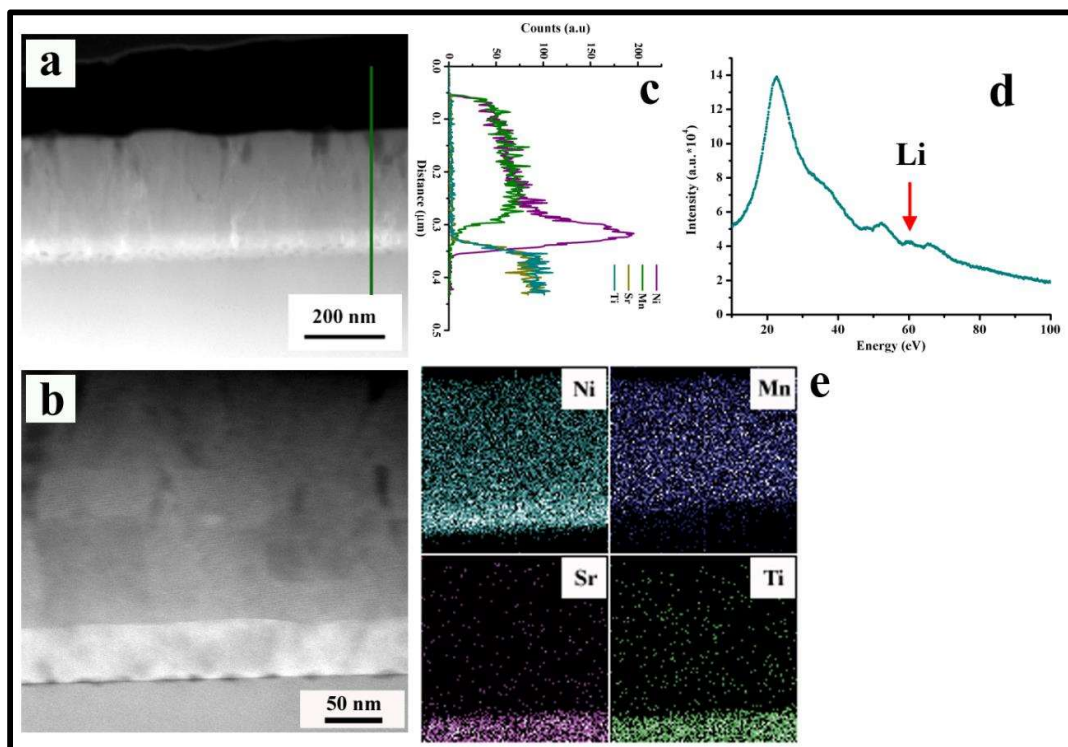 a
200 nm
b
50 nm
Counts (a.u)
0 50 100 150 200
c
0.0
0.1
0.2
0.3
0.4
0.5
Distance (µm)
Ti
Sr
Mn
Ni
d
14
12
10
8
6
4
2
0
Intensity (a.u.*10⁴)
Li
20 40 60 80 100
Energy (eV)
e
Ni
Mn
Sr
Ti